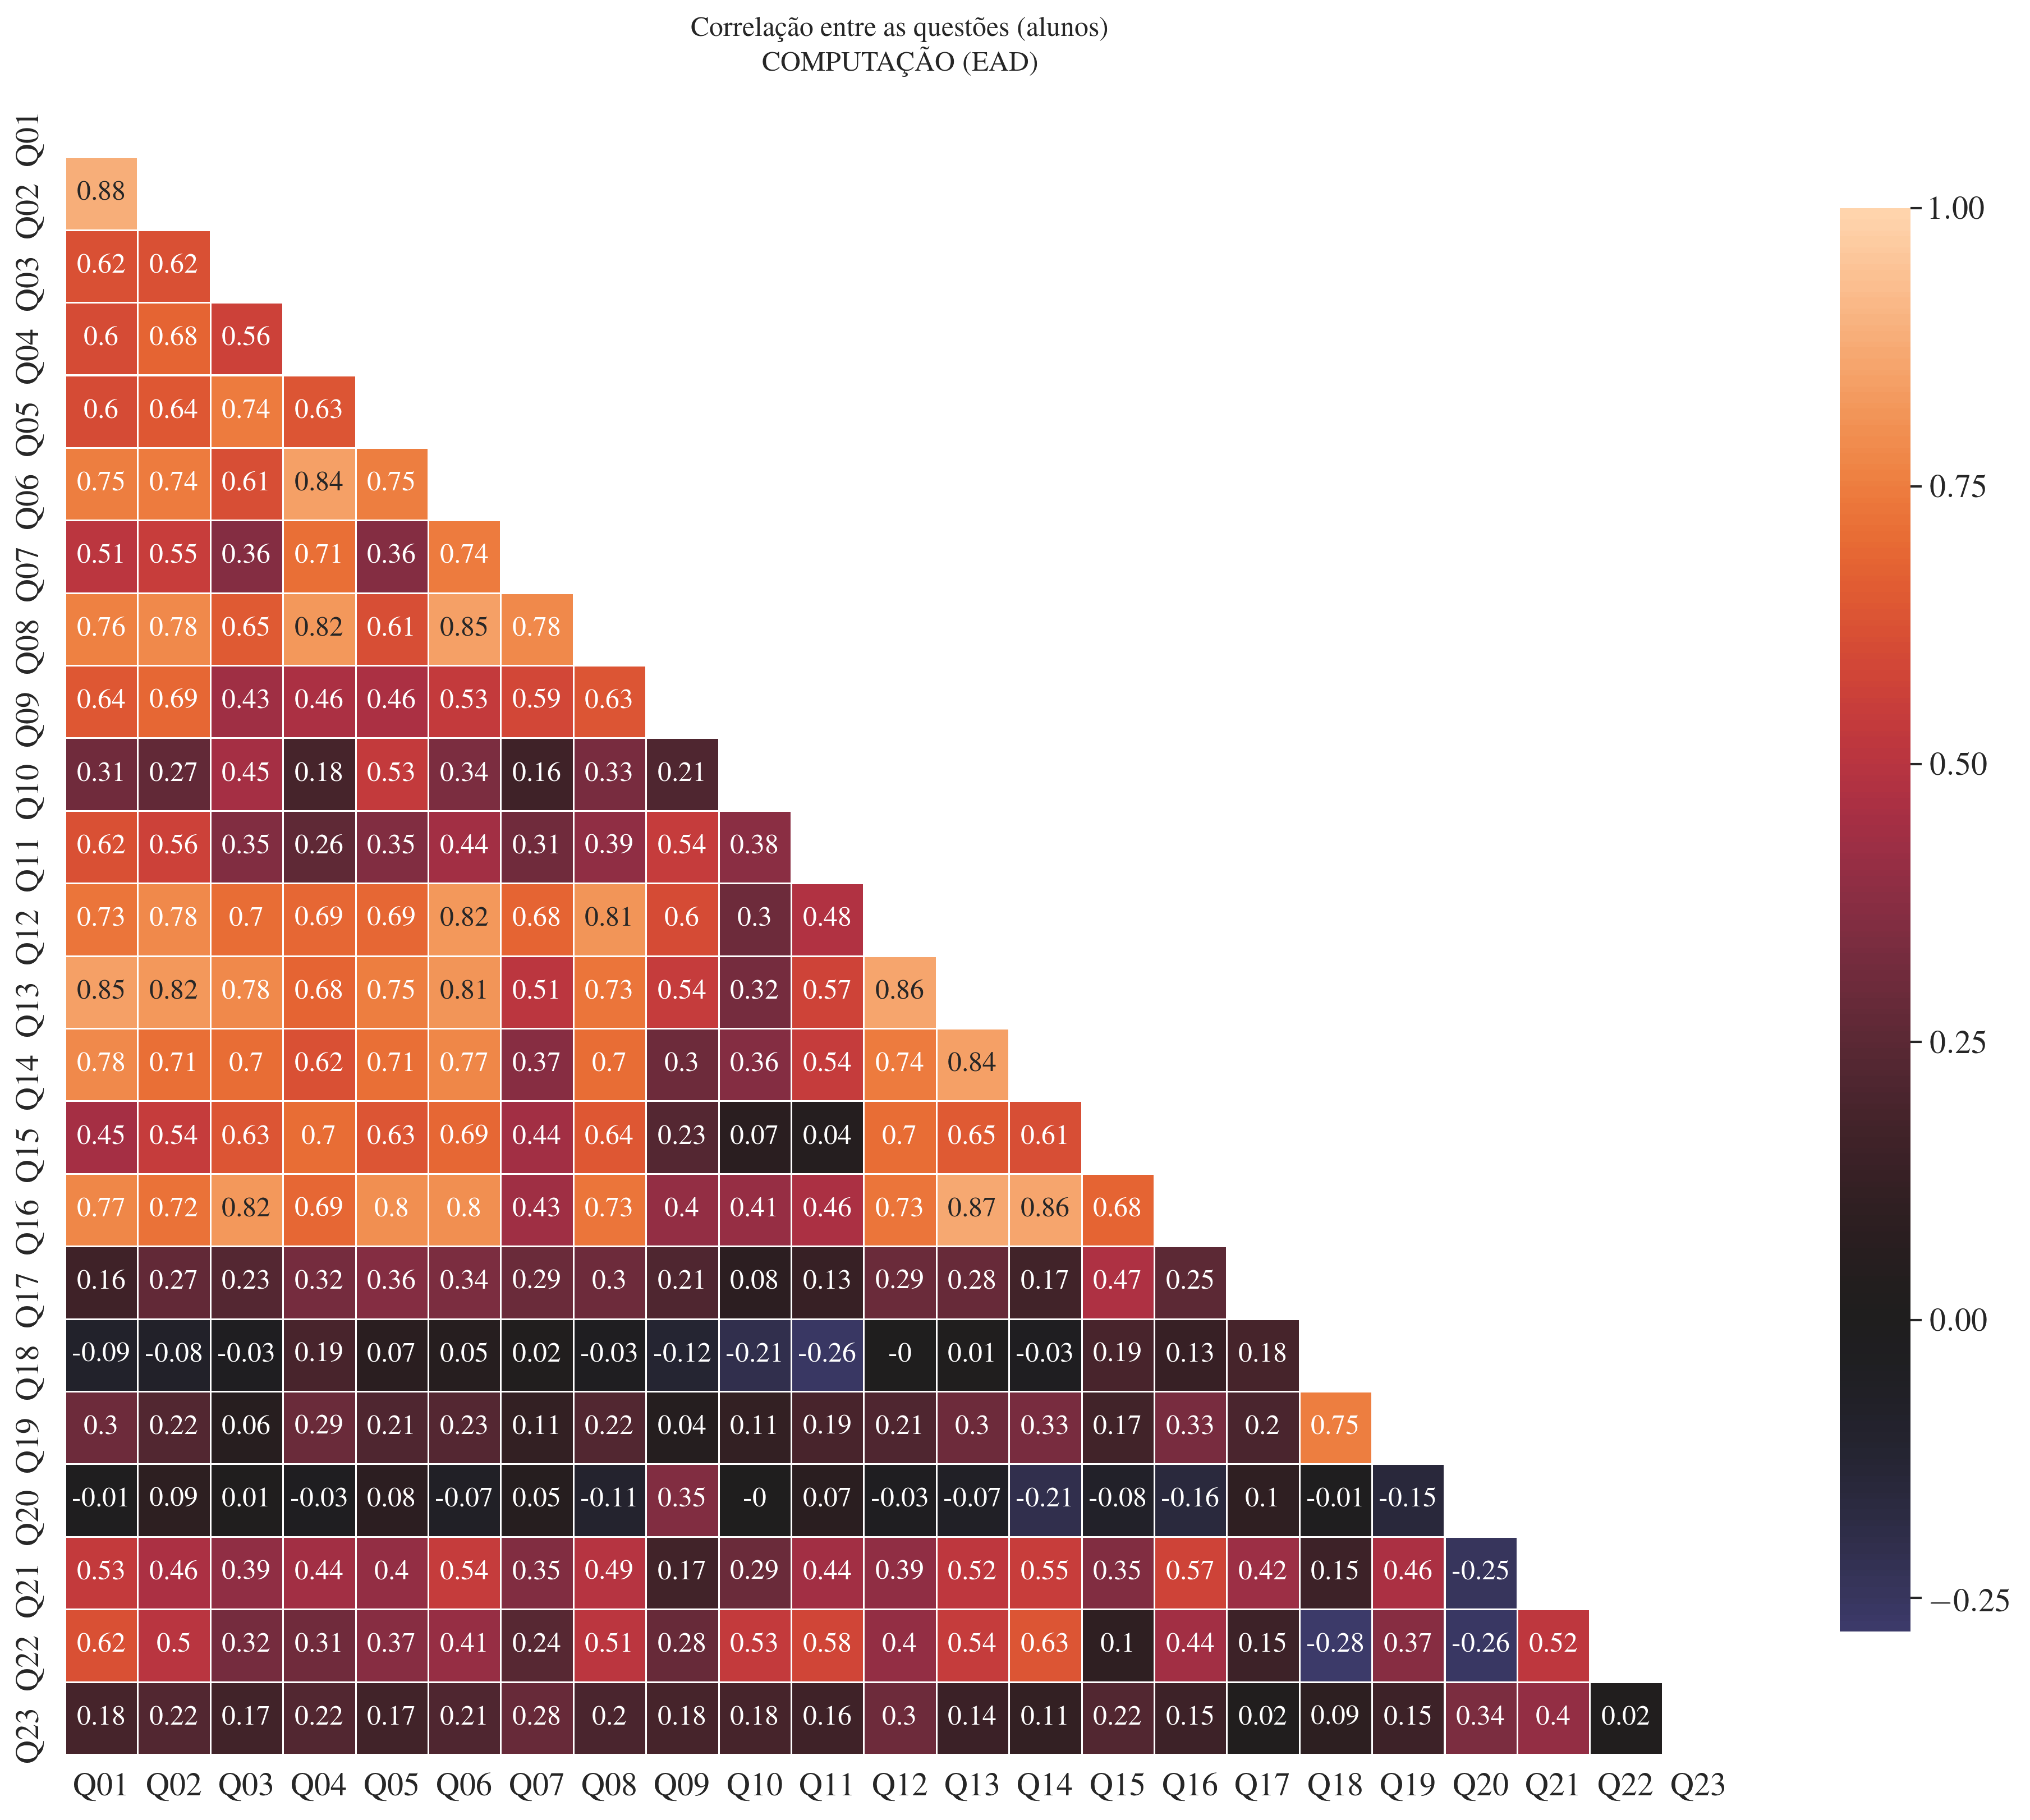 Correlação entre as questões (alunos)
COMPUTAÇÃO (EAD)
Q01
Q02 0.88
Q03 0.62 0.62
Q04 0.6 0.68 0.56
Q05 0.6 0.64 0.74 0.63
Q06 0.75 0.74 0.61 0.84 0.75
Q07 0.51 0.55 0.36 0.71 0.36 0.74
Q08 0.76 0.78 0.65 0.82 0.61 0.85 0.78
Q09 0.64 0.69 0.43 0.46 0.46 0.53 0.59 0.63
Q10 0.31 0.27 0.45 0.18 0.53 0.34 0.16 0.33 0.21
Q11 0.62 0.56 0.35 0.26 0.35 0.44 0.31 0.39 0.54 0.38
Q12 0.73 0.78 0.7 0.69 0.69 0.82 0.68 0.81 0.6 0.3 0.48
Q13 0.85 0.82 0.78 0.68 0.75 0.81 0.51 0.73 0.54 0.32 0.57 0.86
Q14 0.78 0.71 0.7 0.62 0.71 0.77 0.37 0.7 0.3 0.36 0.54 0.74 0.84
Q15 0.45 0.54 0.63 0.7 0.63 0.69 0.44 0.64 0.23 0.07 0.04 0.7 0.65 0.61
Q16 0.77 0.72 0.82 0.69 0.8 0.8 0.43 0.73 0.4 0.41 0.46 0.73 0.87 0.86 0.68
Q17 0.16 0.27 0.23 0.32 0.36 0.34 0.29 0.3 0.21 0.08 0.13 0.29 0.28 0.17 0.47 0.25
Q18 -0.09 -0.08 -0.03 0.19 0.07 0.05 0.02 -0.03 -0.12 -0.21 -0.26 -0 0.01 -0.03 0.19 0.13 0.18
Q19 0.3 0.22 0.06 0.29 0.21 0.23 0.11 0.22 0.04 0.11 0.19 0.21 0.3 0.33 0.17 0.33 0.2 0.75
Q20 -0.01 0.09 0.01 -0.03 0.08 -0.07 0.05 -0.11 0.35 -0 0.07 -0.03 -0.07 -0.21 -0.08 -0.16 0.1 -0.01 -0.15
Q21 0.53 0.46 0.39 0.44 0.4 0.54 0.35 0.49 0.17 0.29 0.44 0.39 0.52 0.55 0.35 0.57 0.42 0.15 0.46 -0.25
Q22 0.62 0.5 0.32 0.31 0.37 0.41 0.24 0.51 0.28 0.53 0.58 0.4 0.54 0.63 0.1 0.44 0.15 -0.28 0.37 -0.26 0.52
Q23 0.18 0.22 0.17 0.22 0.17 0.21 0.28 0.2 0.18 0.18 0.16 0.3 0.14 0.11 0.22 0.15 0.02 0.09 0.15 0.34 0.4 0.02
Q01 Q02 Q03 Q04 Q05 Q06 Q07 Q08 Q09 Q10 Q11 Q12 Q13 Q14 Q15 Q16 Q17 Q18 Q19 Q20 Q21 Q22 Q23
1.00
0.75
0.50
0.25
0.00
−0.25